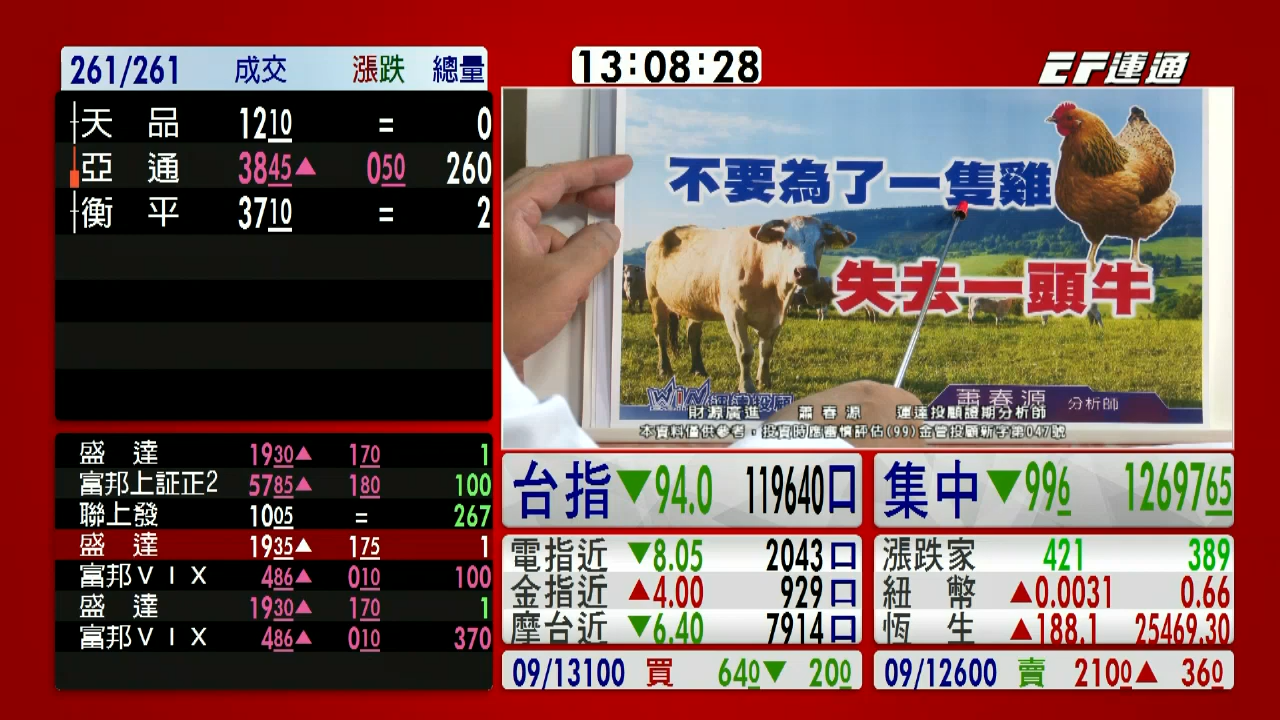 261/261 成交 漲跌 總量
天品 1210 = 0
亞通 3845▲ 050 260
衡平 3710 = 2
盛達 1930▲ 170 1
富邦上証正2 5785▲ 180 100
聯上發 1005 = 267
盛達 1935▲ 175 1
富邦VIX 486▲ 010 100
盛達 1930▲ 170 1
富邦VIX 486▲ 010 370
13:08:28
EF運通
不要為了一隻雞
失去一頭牛
WIN 運達投顧
蕭春源 分析師
財源廣進 蕭春源 運達投顧證期分析師
本資料僅供參考,投資時應審慎評估(99)金管投顧新字第047號
台指▼94.0 119640口
電指近 ▼8.05 2043口
金指近 ▲4.00 929口
摩台近 ▼6.40 7914口
09/13100 買 640▼ 200
集中▼996 1269765
漲跌家 421 389
紐幣 ▲0.0031 0.66
恆生 ▲188.1 25469.30
09/12600 賣 2100▲ 360